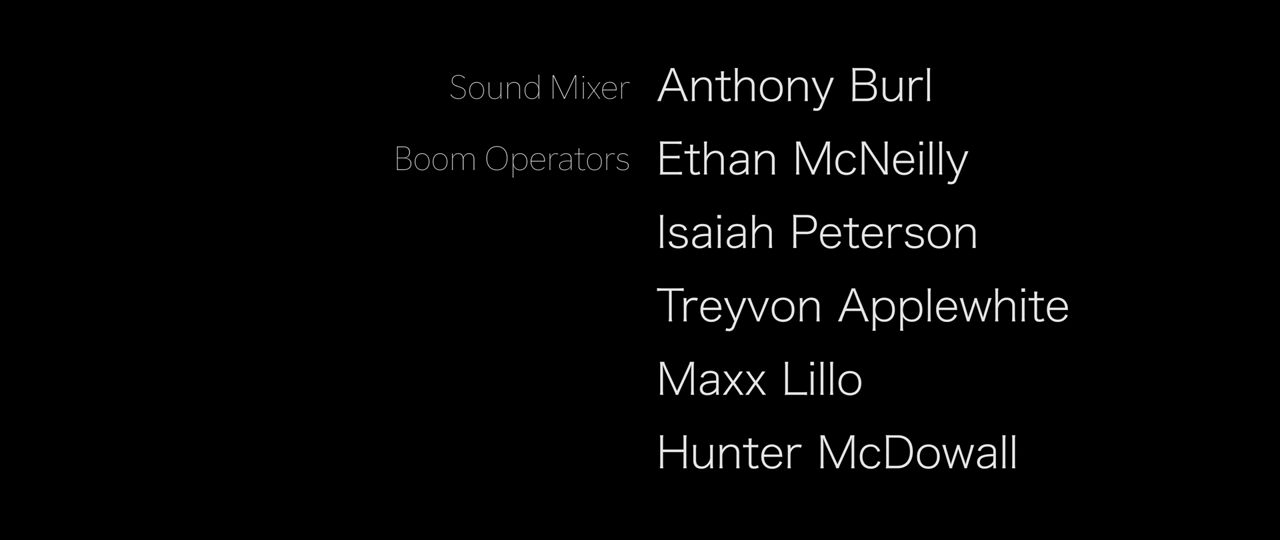 Sound Mixer Anthony Burl
Boom Operators Ethan McNeilly
Isaiah Peterson
Treyvon Applewhite
Maxx Lillo
Hunter McDowall